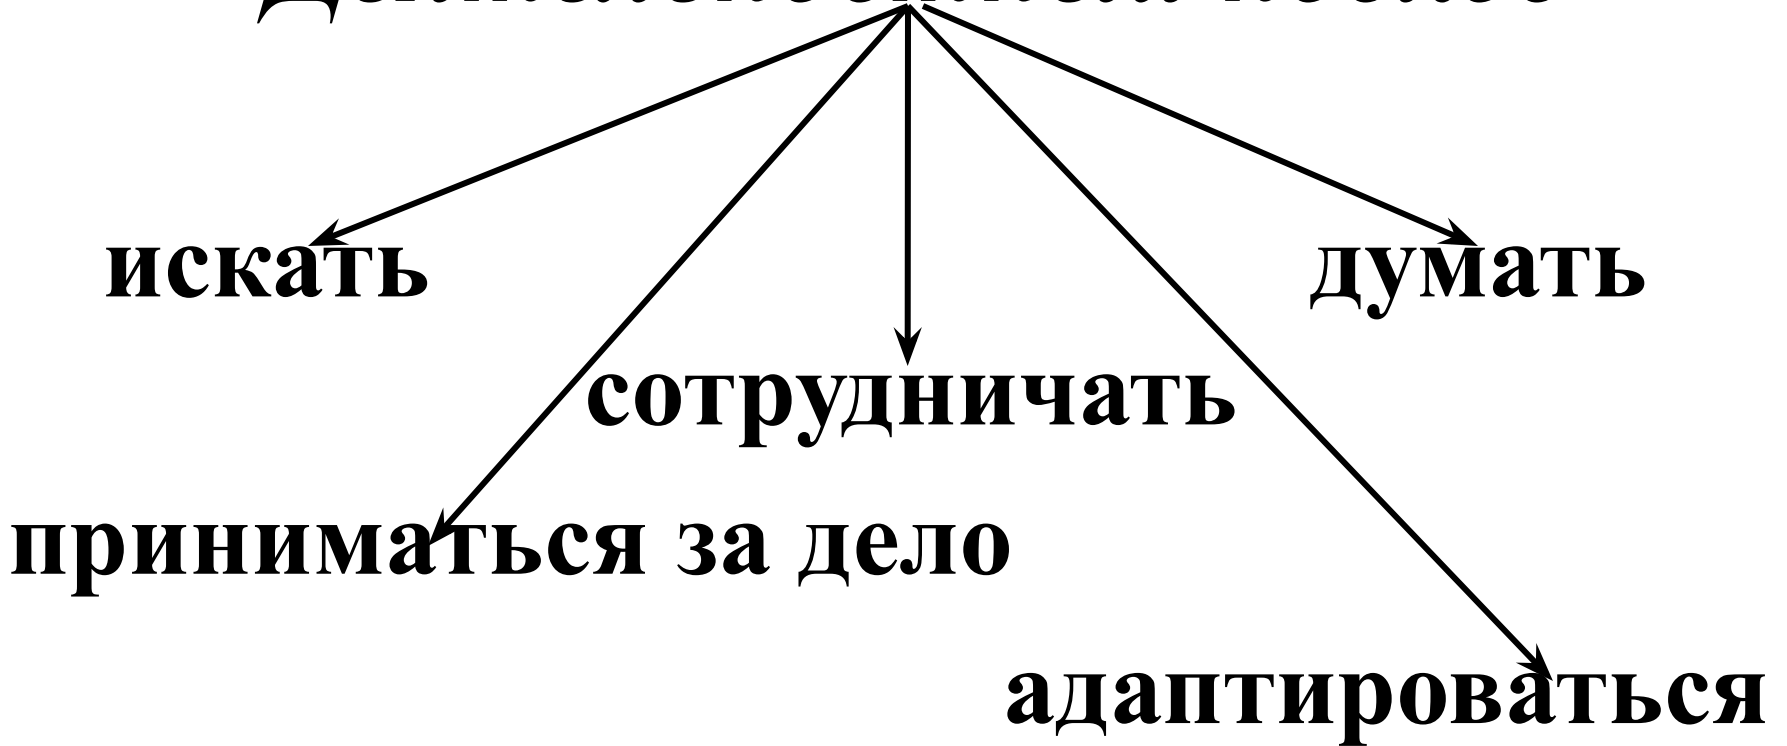 искать
думать
сотрудничать
приниматься за дело
адаптироваться